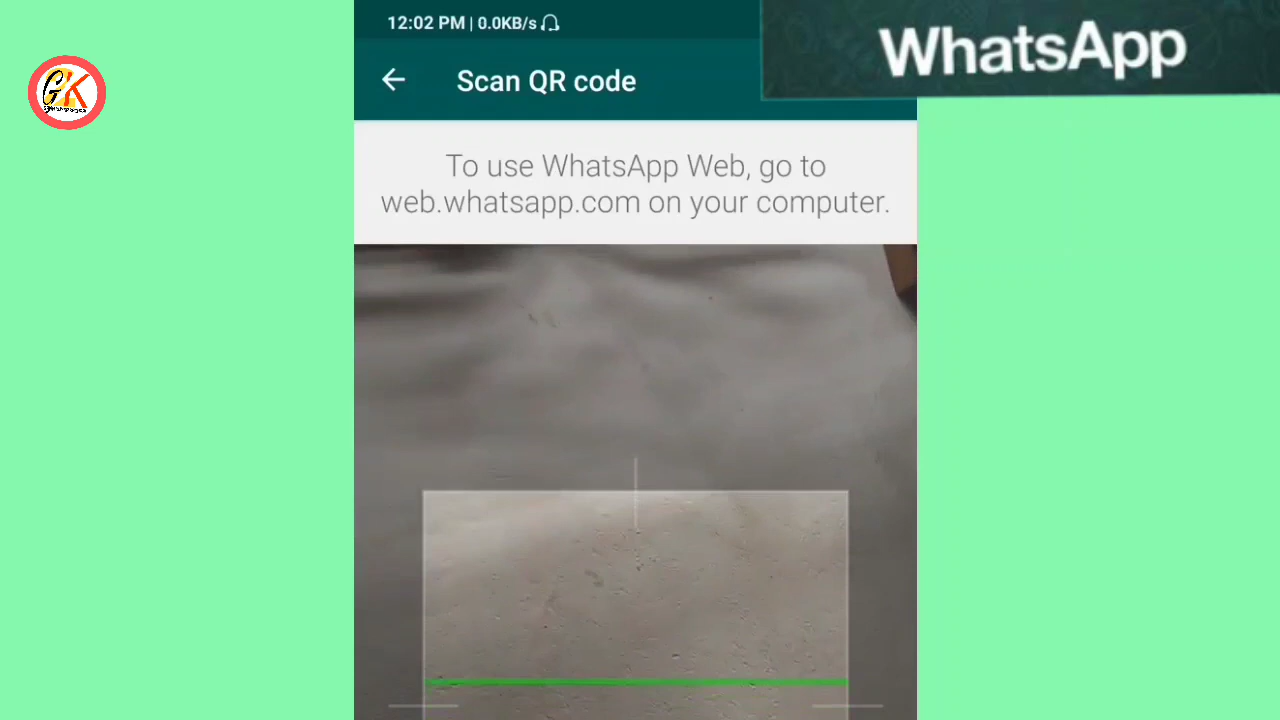 12:02 PM | 0.0KB/s
WhatsApp
GK
Scan QR code
To use WhatsApp Web, go to
web.whatsapp.com on your computer.